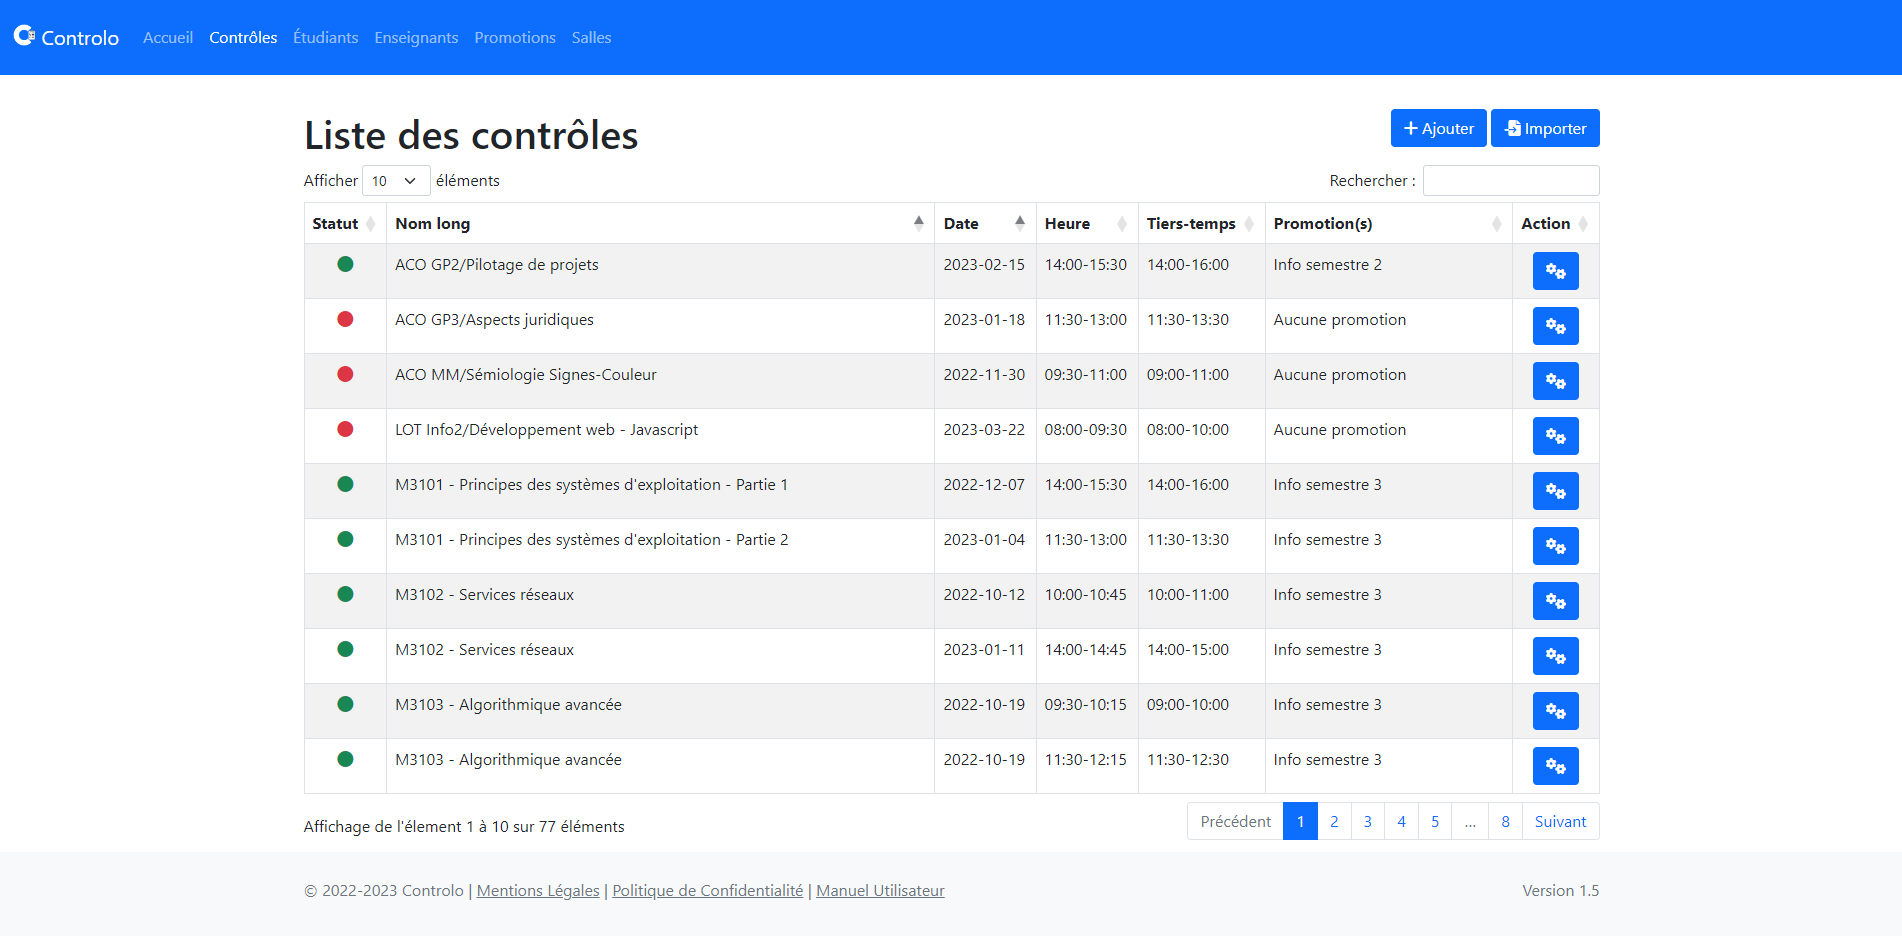 Controlo Accueil Contrôles Étudiants Enseignants Promotions Salles
Liste des contrôles
Ajouter Importer
Afficher 10 éléments Rechercher :
Statut Nom long Date Heure Tiers-temps Promotion(s) Action
ACO GP2/Pilotage de projets 2023-02-15 14:00-15:30 14:00-16:00 Info semestre 2
ACO GP3/Aspects juridiques 2023-01-18 11:30-13:00 11:30-13:30 Aucune promotion
ACO MM/Sémiologie Signes-Couleur 2022-11-30 09:30-11:00 09:00-11:00 Aucune promotion
LOT Info2/Développement web - Javascript 2023-03-22 08:00-09:30 08:00-10:00 Aucune promotion
M3101 - Principes des systèmes d'exploitation - Partie 1 2022-12-07 14:00-15:30 14:00-16:00 Info semestre 3
M3101 - Principes des systèmes d'exploitation - Partie 2 2023-01-04 11:30-13:00 11:30-13:30 Info semestre 3
M3102 - Services réseaux 2022-10-12 10:00-10:45 10:00-11:00 Info semestre 3
M3102 - Services réseaux 2023-01-11 14:00-14:45 14:00-15:00 Info semestre 3
M3103 - Algorithmique avancée 2022-10-19 09:30-10:15 09:00-10:00 Info semestre 3
M3103 - Algorithmique avancée 2022-10-19 11:30-12:15 11:30-12:30 Info semestre 3
Affichage de l'élement 1 à 10 sur 77 éléments Précédent 1 2 3 4 5 ... 8 Suivant
© 2022-2023 Controlo | Mentions Légales | Politique de Confidentialité | Manuel Utilisateur Version 1.5